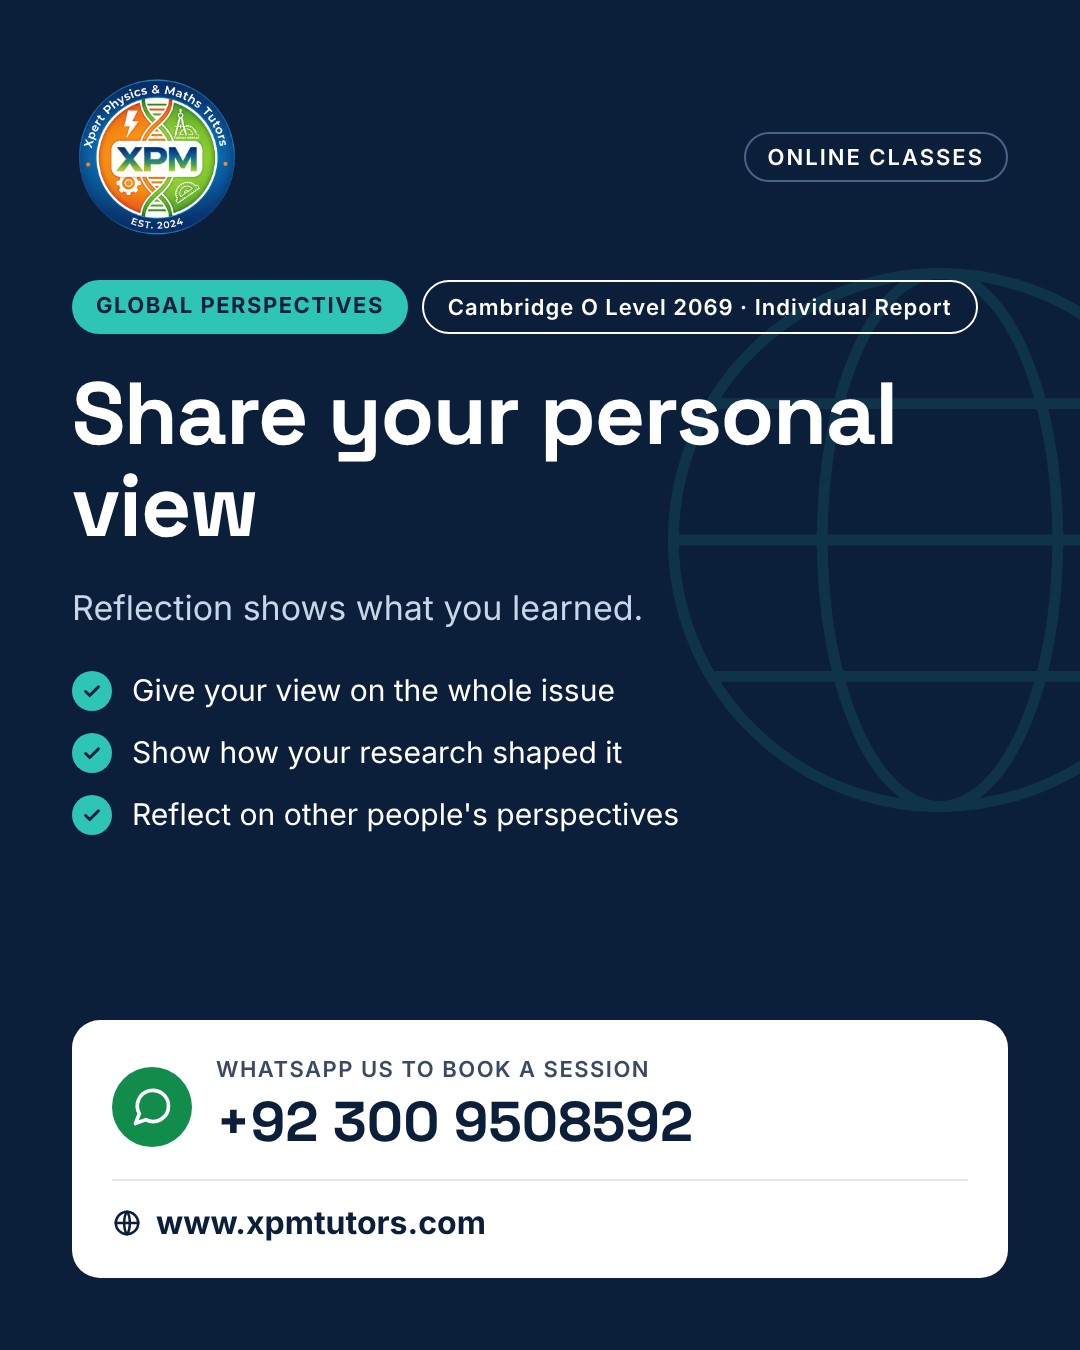 Xpert Physics & Maths Tutors
XPM
EST. 2024
ONLINE CLASSES
GLOBAL PERSPECTIVES
Cambridge O Level 2069 · Individual Report
Share your personal
view
Reflection shows what you learned.
Give your view on the whole issue
Show how your research shaped it
Reflect on other people's perspectives
WHATSAPP US TO BOOK A SESSION
+92 300 9508592
www.xpmtutors.com